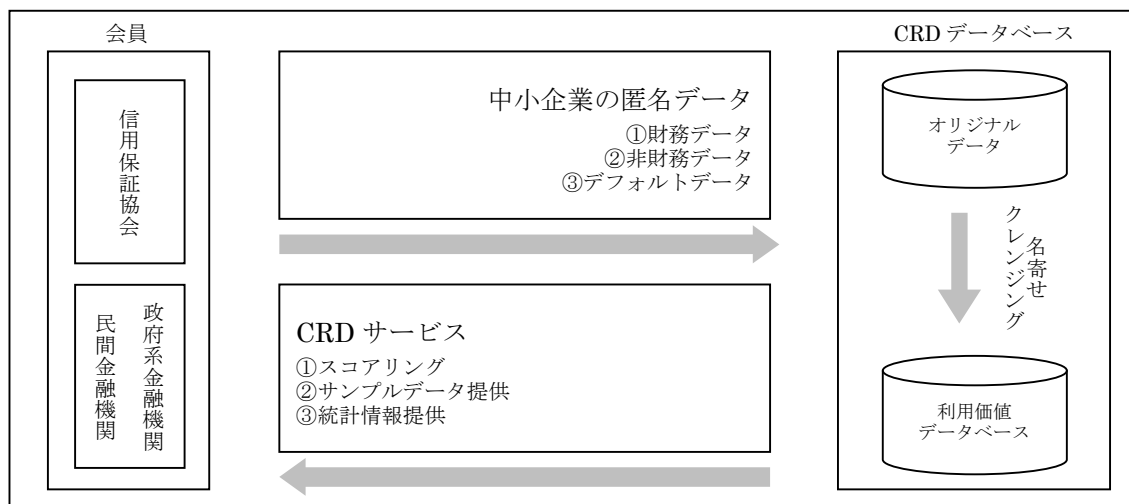 会員
信用保証協会
政府系金融機関
民間金融機関
中小企業の匿名データ
①財務データ
②非財務データ
③デフォルトデータ
CRD サービス
①スコアリング
②サンプルデータ提供
③統計情報提供
CRD データベース
オリジナル
データ
名寄せ
クレンジング
利用価値
データベース